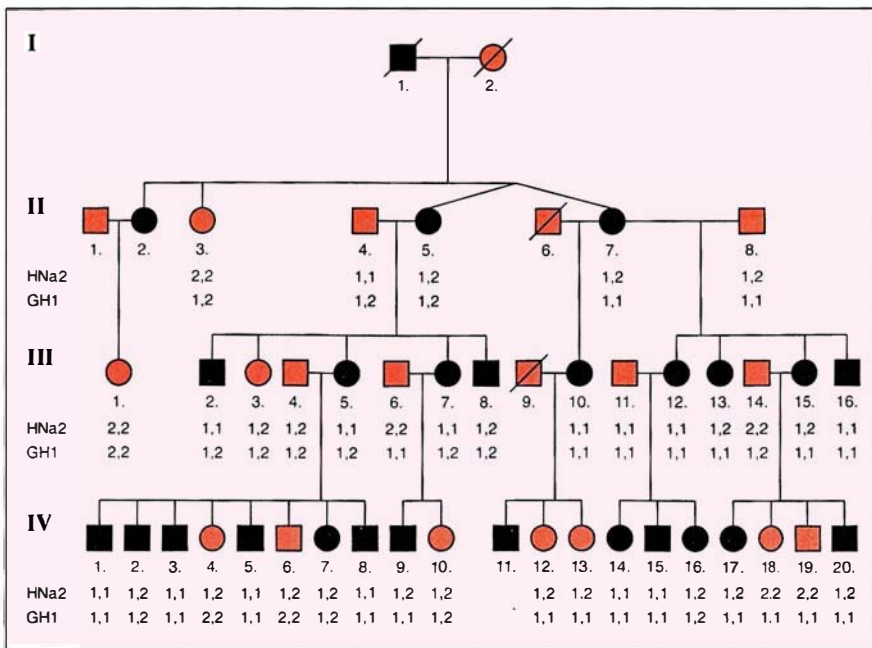 I
1. 2.
II
1. 2. 3. 4. 5. 6. 7. 8.
HNa2 2,2 1,1 1,2 1,2 1,2
GH1 1,2 1,2 1,2 1,1 1,1
III
1. 2. 3. 4. 5. 6. 7. 8. 9. 10. 11. 12. 13. 14. 15. 16.
HNa2 2,2 1,1 1,2 1,2 1,1 2,2 1,1 1,2 1,1 1,1 1,1 1,2 2,2 1,2 1,1
GH1 2,2 1,2 1,2 1,2 1,2 1,1 1,2 1,2 1,1 1,1 1,1 1,1 1,2 1,1 1,1
IV
1. 2. 3. 4. 5. 6. 7. 8. 9. 10. 11. 12. 13. 14. 15. 16. 17. 18. 19. 20.
HNa2 1,1 1,2 1,1 1,2 1,1 1,2 1,2 1,1 1,2 1,2 1,2 1,2 1,1 1,1 1,2 1,2 2.2 2,2 1,2
GH1 1,1 1,2 1,1 2,2 1,1 2,2 1,2 1,1 1,1 1,2 1,1 1,1 1,1 1,1 1,1 1,1 1.1 1,1 1,1